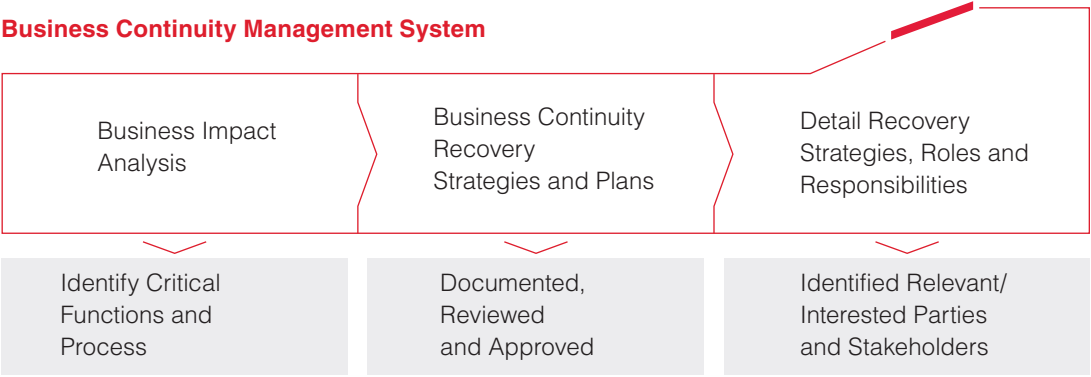 Business Continuity Management System
Business Impact
Analysis
Business Continuity
Recovery
Strategies and Plans
Detail Recovery
Strategies, Roles and
Responsibilities
Identify Critical
Functions and
Process
Documented,
Reviewed
and Approved
Identified Relevant/
Interested Parties
and Stakeholders